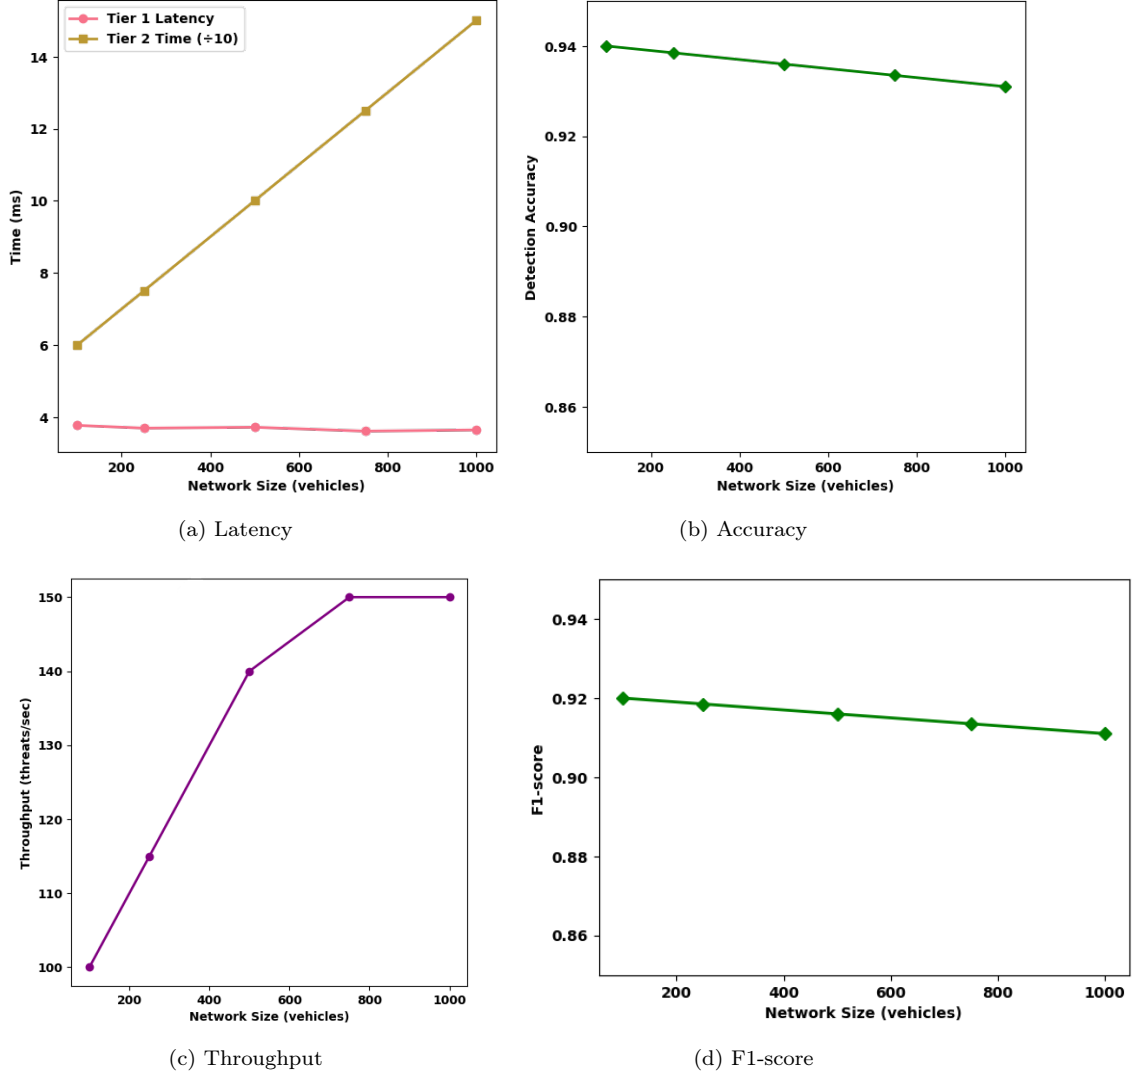 Tier 1 Latency
Tier 2 Time (÷10)
14
12
10
8
6
4
Time (ms)
200 400 600 800 1000
Network Size (vehicles)
(a) Latency
0.94
0.92
0.90
0.88
0.86
Detection Accuracy
200 400 600 800 1000
Network Size (vehicles)
(b) Accuracy
150
140
130
120
110
100
Throughput (threats/sec)
200 400 600 800 1000
Network Size (vehicles)
(c) Throughput
0.94
0.92
0.90
0.88
0.86
F1-score
200 400 600 800 1000
Network Size (vehicles)
(d) F1-score